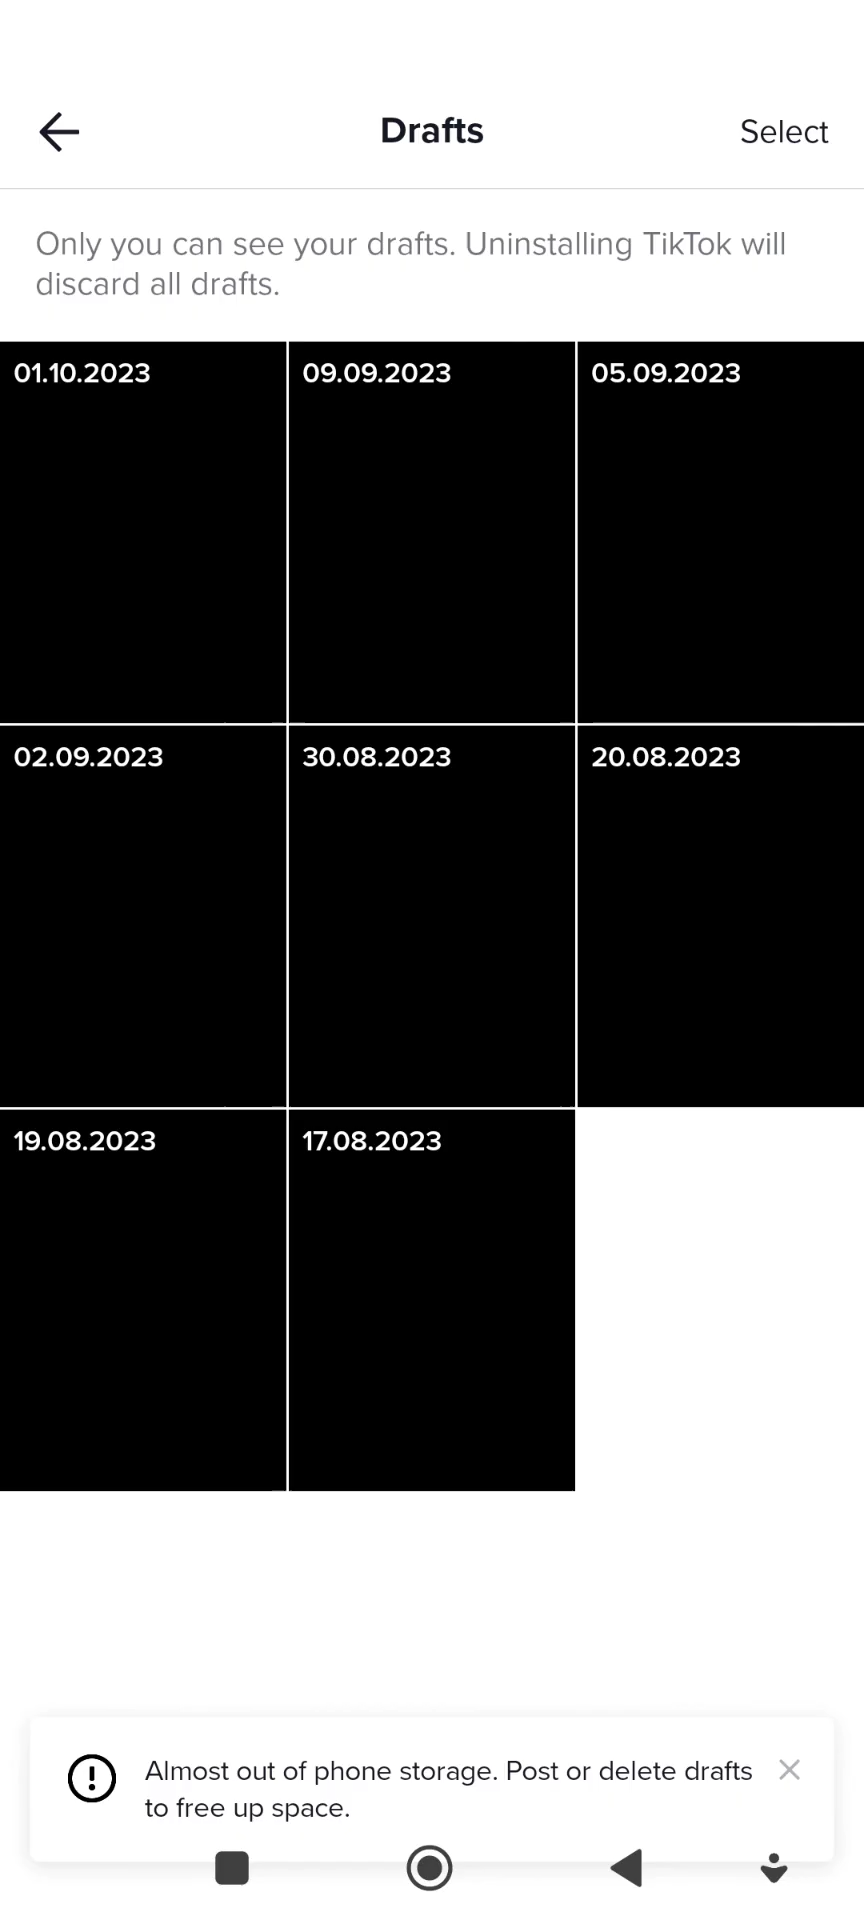 Drafts
Select
Only you can see your drafts. Uninstalling TikTok will
discard all drafts.
01.10.2023
09.09.2023
05.09.2023
02.09.2023
30.08.2023
20.08.2023
19.08.2023
17.08.2023
Almost out of phone storage. Post or delete drafts
to free up space.